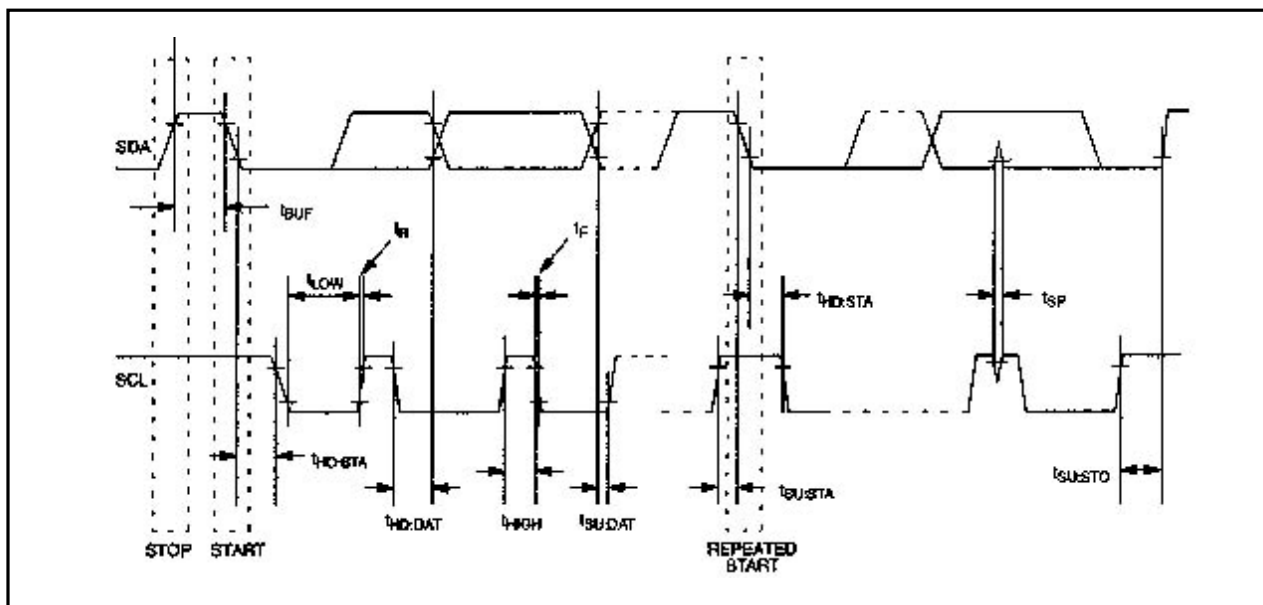 SDA
tBUF
tR
tF
tLOW
tHD:STA
tSP
SCL
tHD:STA
tSU:STA
tSU:STO
tHD:DAT
tHIGH
tSU:DAT
STOP
START
REPEATED
START